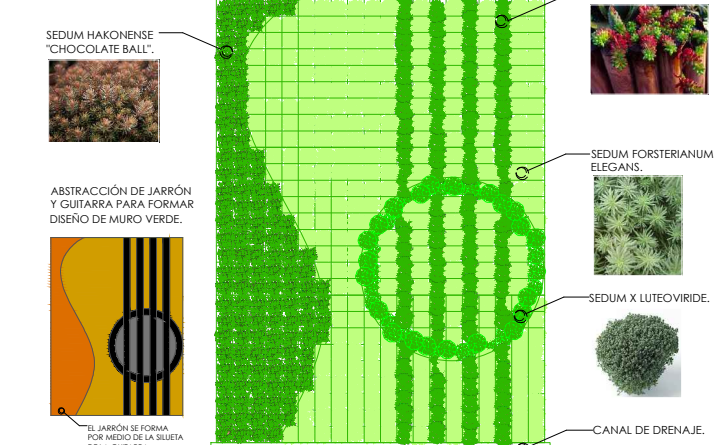 SEDUM HAKONENSE
"CHOCOLATE BALL".
SEDUM FORSTERIANUM
ELEGANS.
ABSTRACCIÓN DE JARRÓN
Y GUITARRA PARA FORMAR
DISEÑO DE MURO VERDE.
SEDUM X LUTEOVIRIDE.
EL JARRÓN SE FORMA
POR MEDIO DE LA SILUETA
CANAL DE DRENAJE.